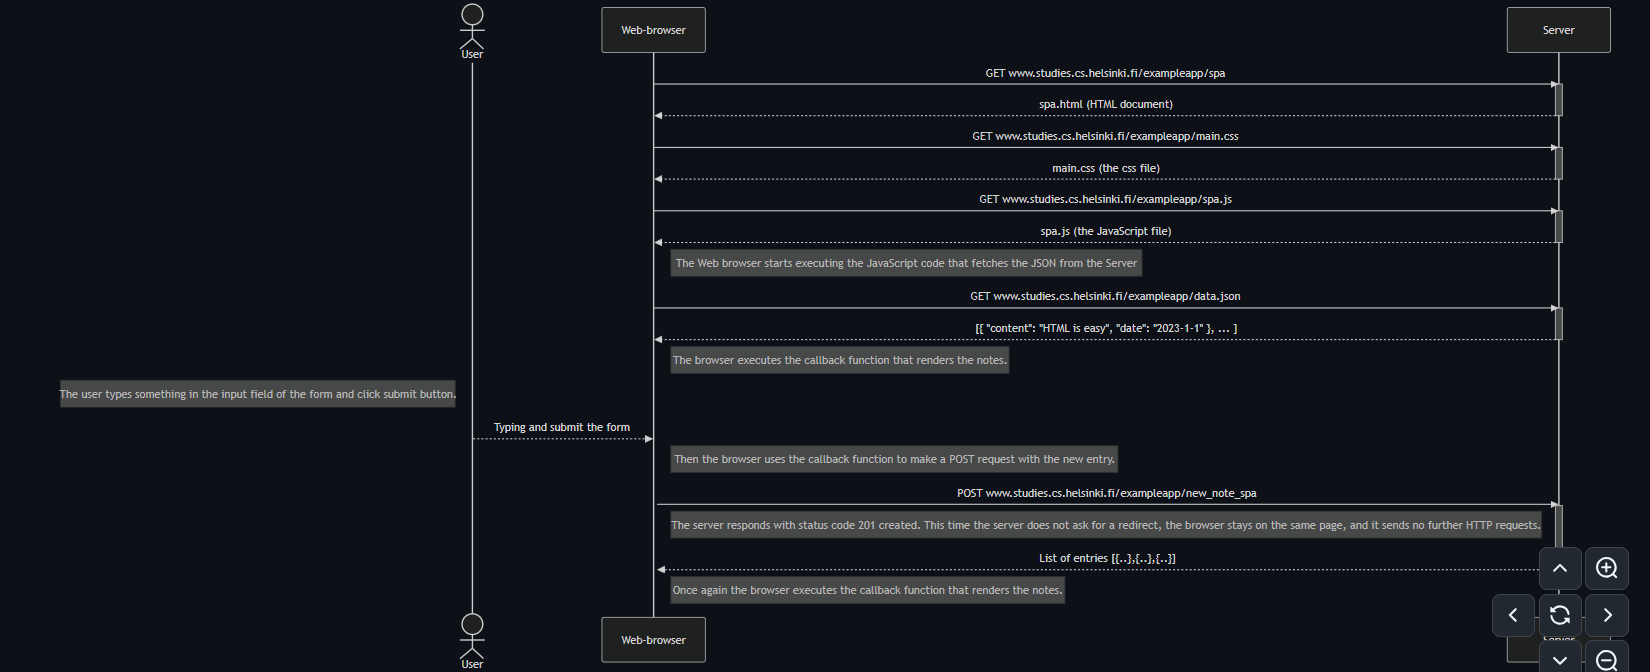 Web-browser
Server
User
GET www.studies.cs.helsinki.fi/exampleapp/spa
spa.html (HTML document)
GET www.studies.cs.helsinki.fi/exampleapp/main.css
main.css (the css file)
GET www.studies.cs.helsinki.fi/exampleapp/spa.js
spa.js (the JavaScript file)
The Web browser starts executing the JavaScript code that fetches the JSON from the Server
GET www.studies.cs.helsinki.fi/exampleapp/data.json
[{ "content": "HTML is easy", "date": "2023-1-1" }, ... ]
The browser executes the callback function that renders the notes.
The user types something in the input field of the form and click submit button.
Typing and submit the form
Then the browser uses the callback function to make a POST request with the new entry.
POST www.studies.cs.helsinki.fi/exampleapp/new_note_spa
The server responds with status code 201 created. This time the server does not ask for a redirect, the browser stays on the same page, and it sends no further HTTP requests.
List of entries [{..},{..},{..}]
Once again the browser executes the callback function that renders the notes.
Web-browser
Server
User